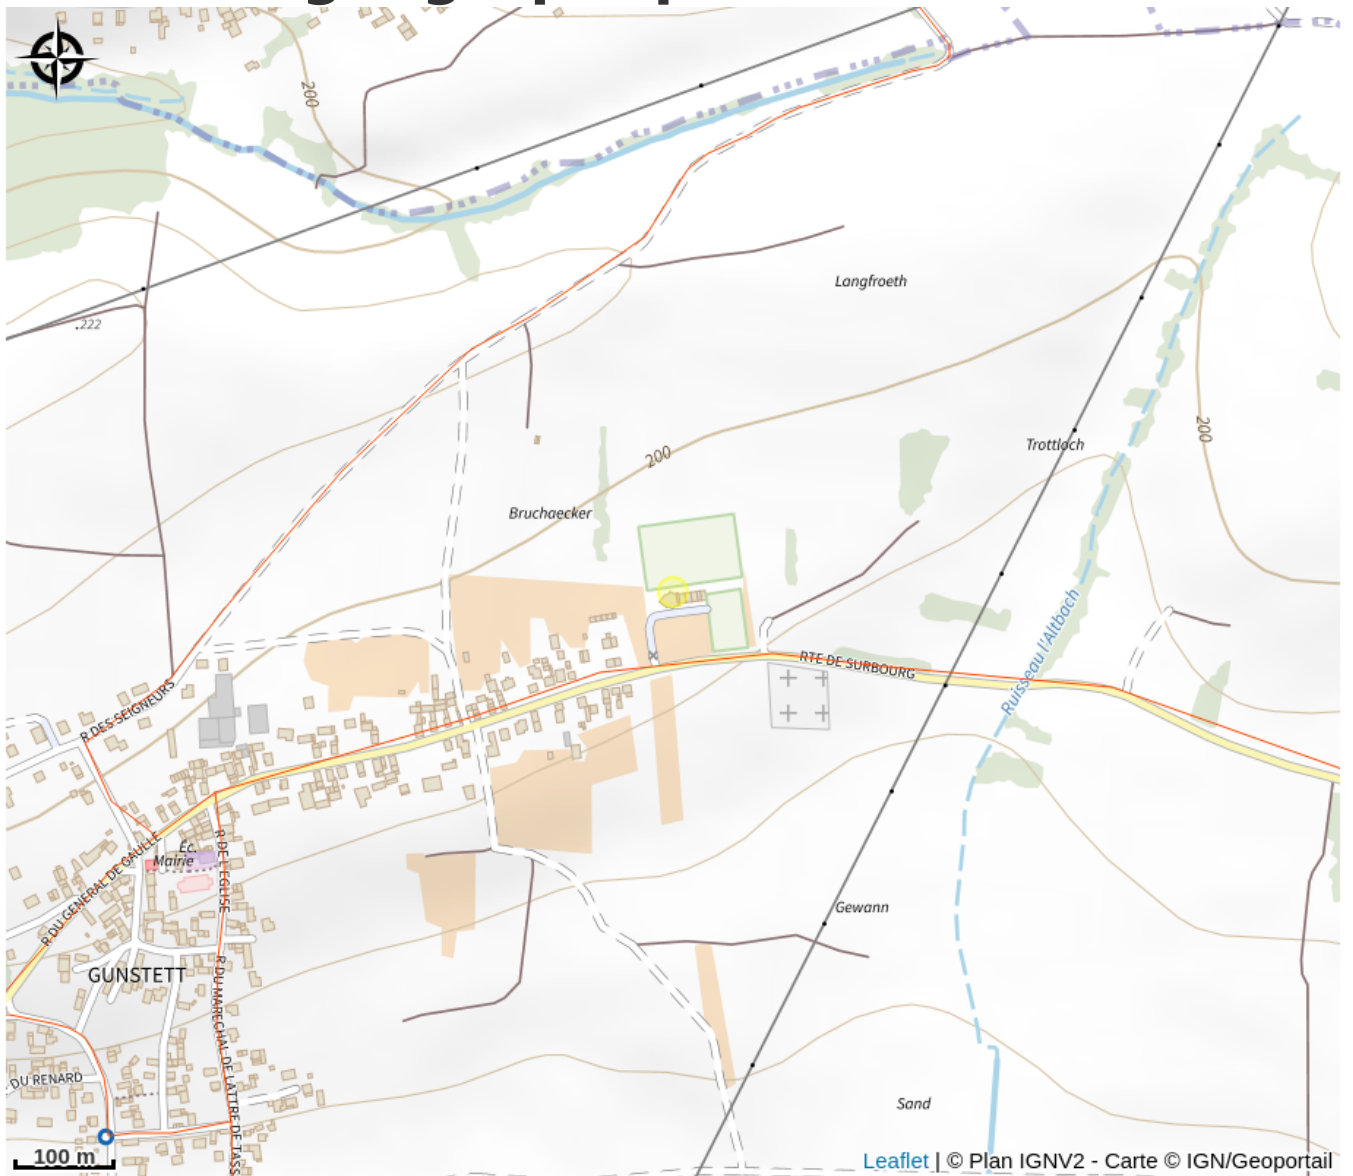 200
.222
Langfroeth
Trottloch
200
200
Bruchaecker
Ruisseau l'Altbach
RTE DE SURBOURG
R DES SEIGNEURS
R DU GENERAL DE GAULLE
Éc.
Mairie
R DE L'EGLISE
Gewann
GUNSTETT
R DU MARECHAL DE LATTRE DE TASS
DU RENARD
Sand
100 m
Leaflet | © Plan IGNV2 - Carte © IGN/Geoportail